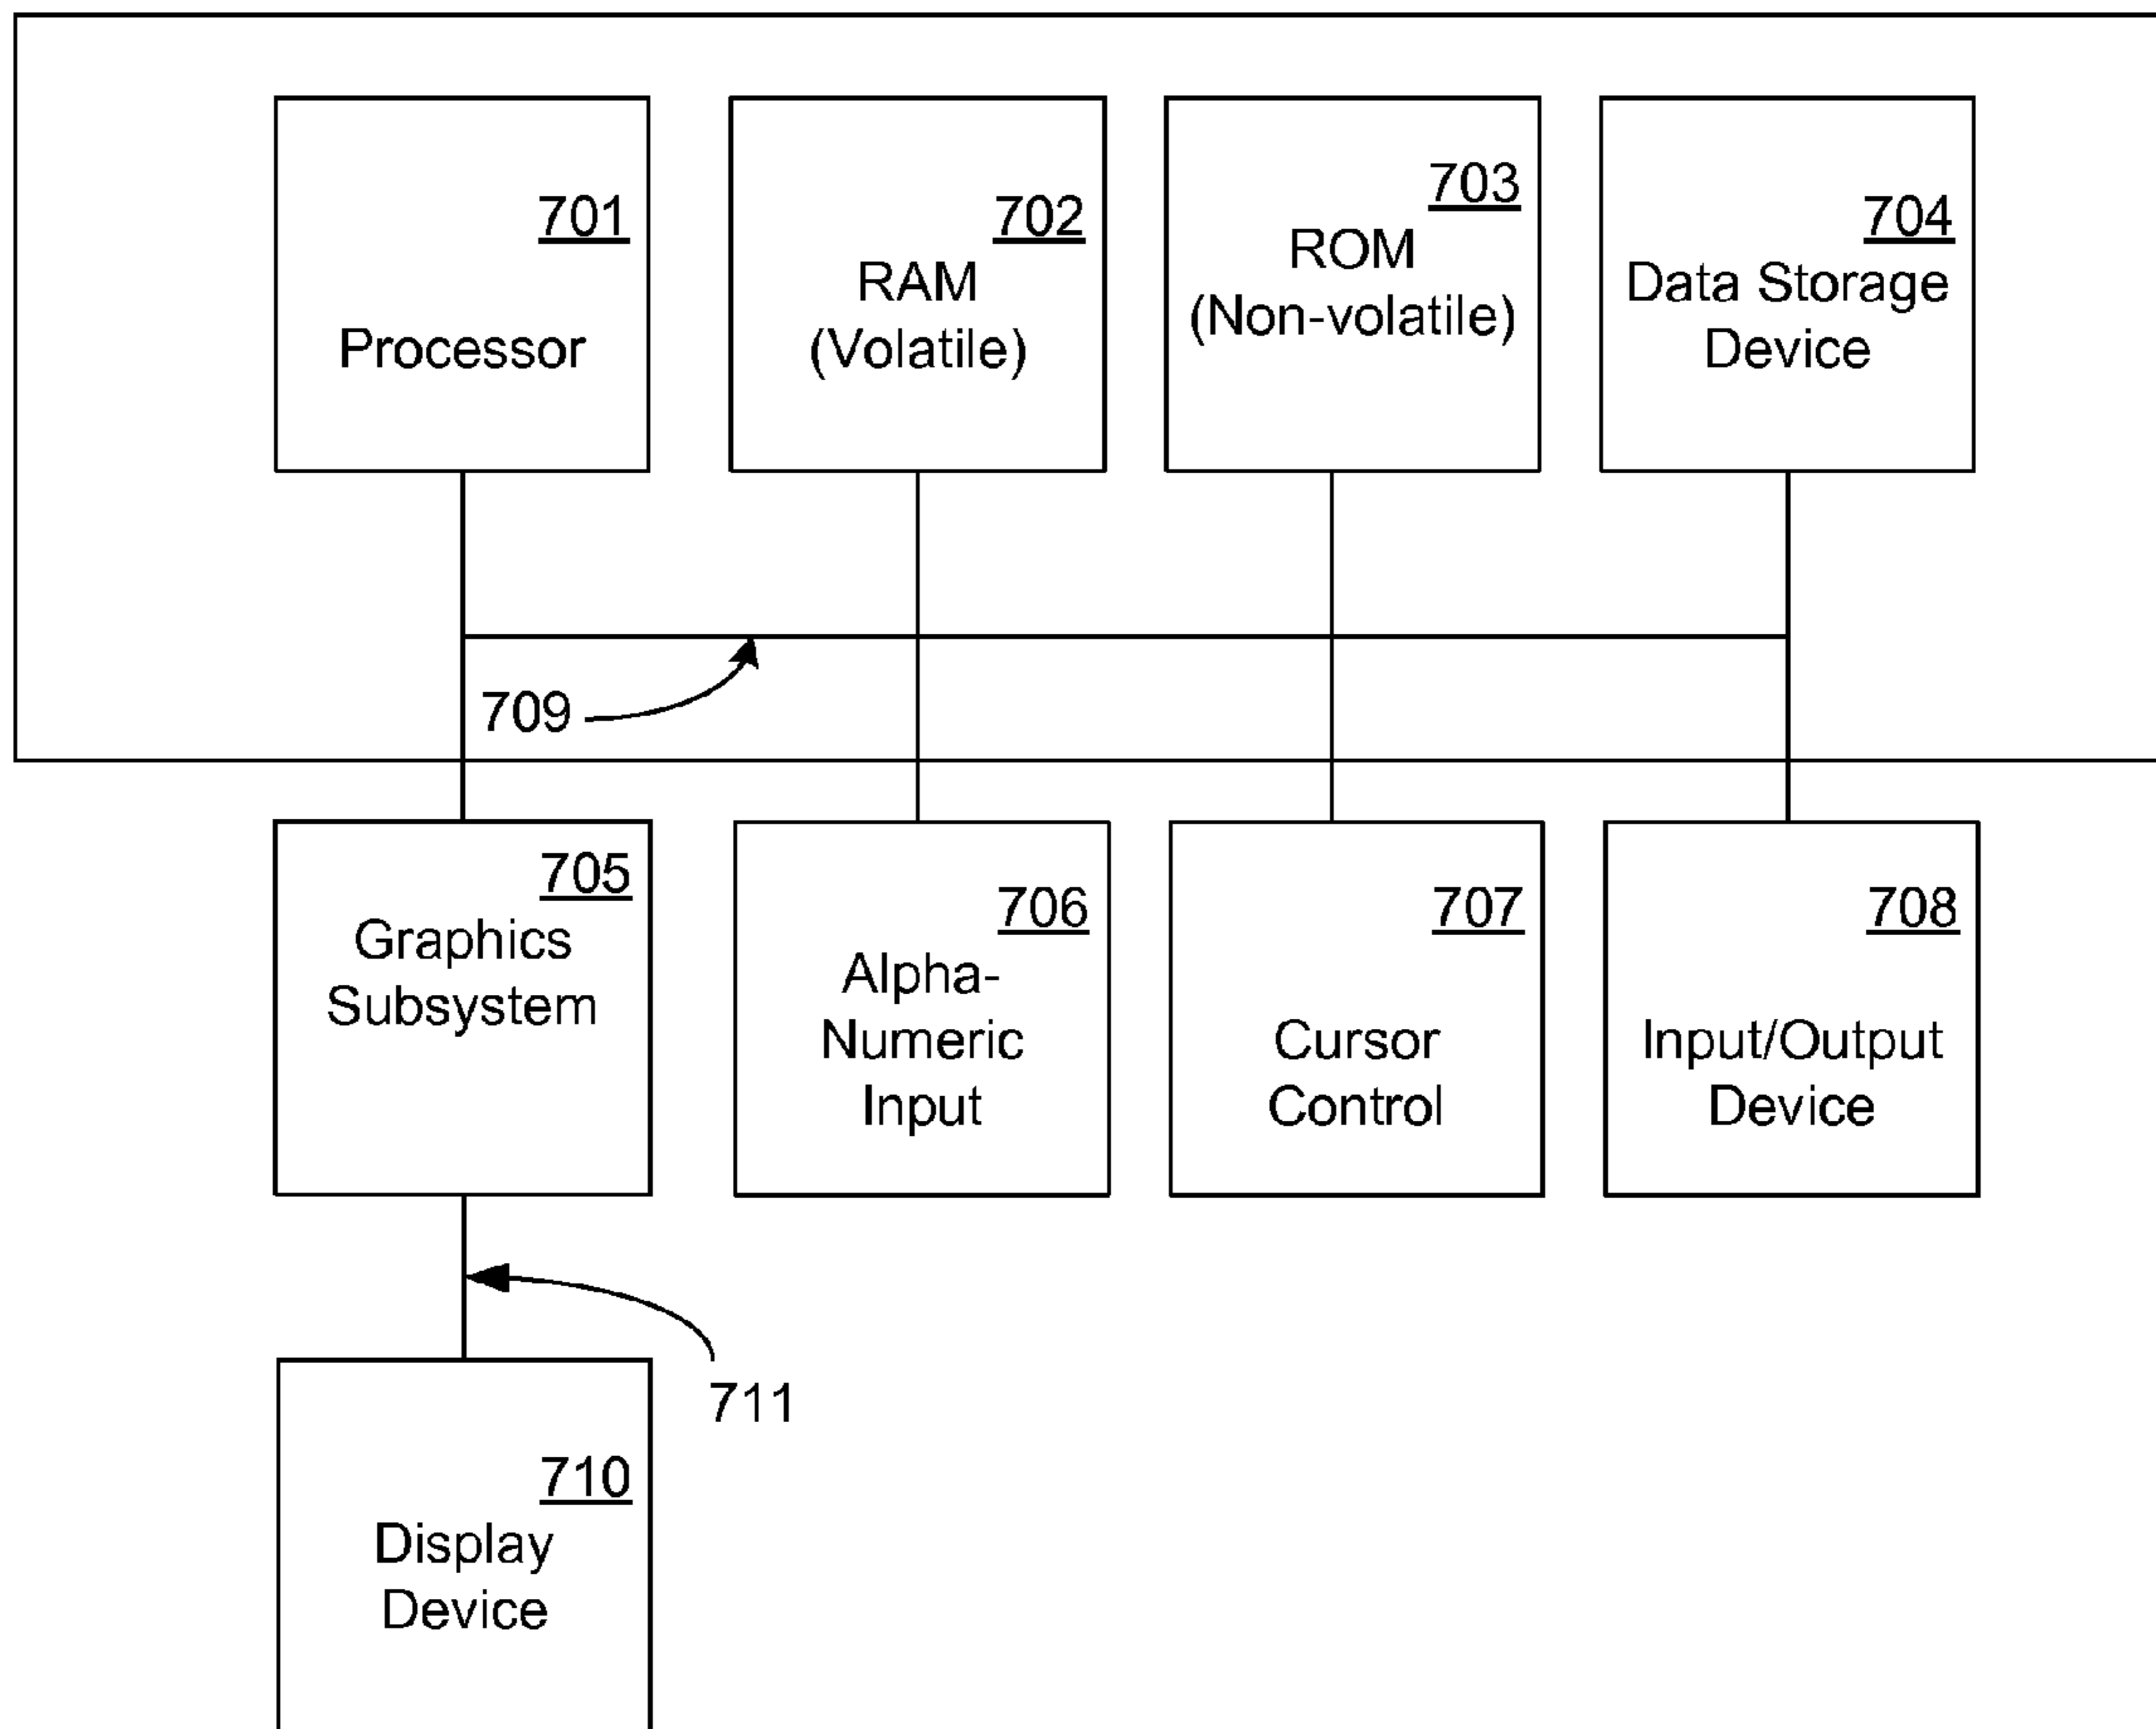 701
Processor
702
RAM
(Volatile)
703
ROM
(Non-volatile)
704
Data Storage
Device
709
705
Graphics
Subsystem
706
Alpha-
Numeric
Input
707
Cursor
Control
708
Input/Output
Device
711
710
Display
Device